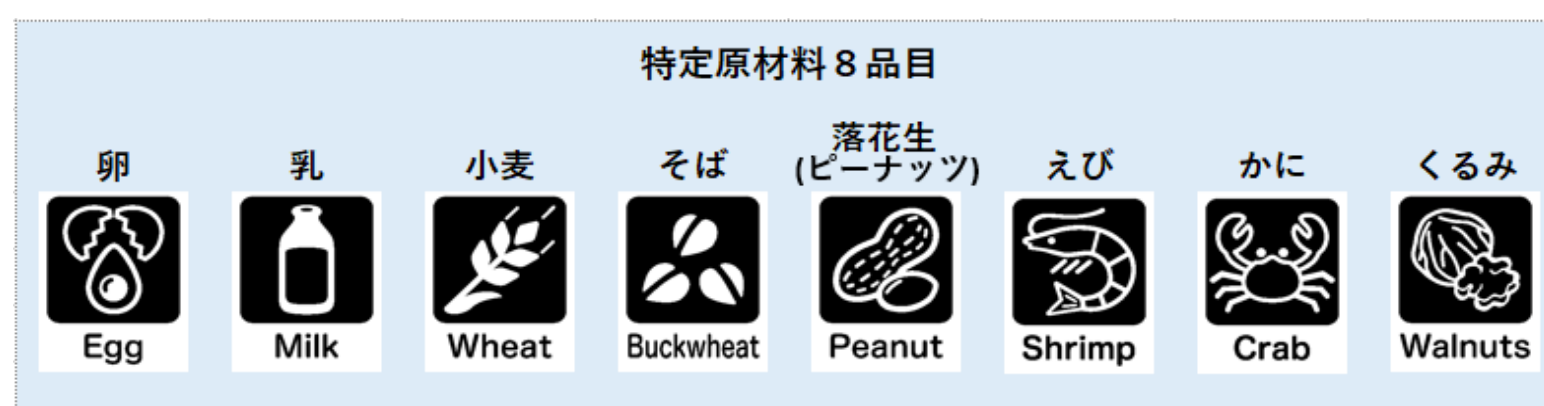 特定原材料８品目
卵
乳
小麦
そば
落花生
(ピーナッツ)
えび
かに
くるみ
Egg
Milk
Wheat
Buckwheat
Peanut
Shrimp
Crab
Walnuts